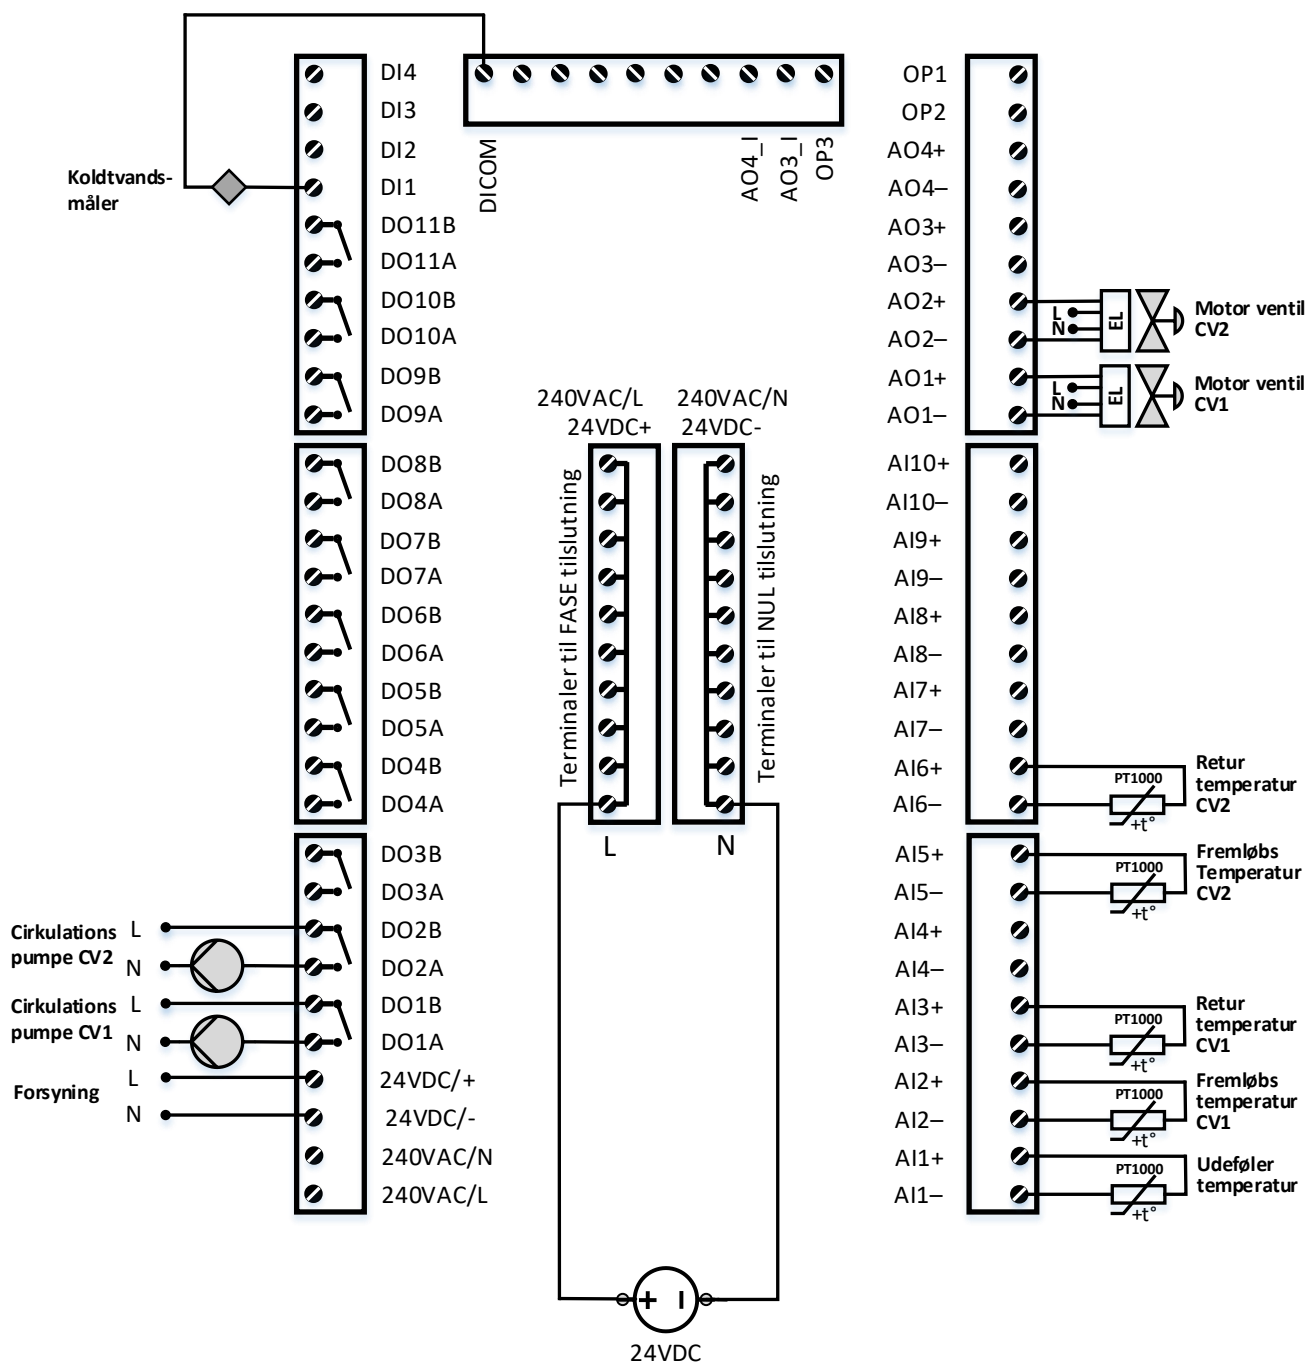 DI4
DI3
DI2
DI1
DO11B
DO11A
DO10B
DO10A
DO9B
DO9A
DO8B
DO8A
DO7B
DO7A
DO6B
DO6A
DO5B
DO5A
DO4B
DO4A
DO3B
DO3A
DO2B
DO2A
DO1B
DO1A
24VDC/+
24VDC/-
240VAC/N
240VAC/L
Koldtvands-
måler
Cirkulations
pumpe CV2
L
N
Cirkulations
pumpe CV1
L
N
Forsyning
L
N
DICOM
AO4_I
AO3_I
OP3
240VAC/L
24VDC+
240VAC/N
24VDC-
Terminaler til FASE tilslutning
Terminaler til NUL tilslutning
L
N
+ -
24VDC
OP1
OP2
AO4+
AO4–
AO3+
AO3–
AO2+
AO2–
AO1+
AO1–
AI10+
AI10–
AI9+
AI9–
AI8+
AI8–
AI7+
AI7–
AI6+
AI6–
AI5+
AI5–
AI4+
AI4–
AI3+
AI3–
AI2+
AI2–
AI1+
AI1–
L
N
EL
Motor ventil
CV2
L
N
EL
Motor ventil
CV1
PT1000
+t°
Retur
temperatur
CV2
PT1000
+t°
Fremløbs
Temperatur
CV2
PT1000
+t°
Retur
temperatur
CV1
PT1000
+t°
Fremløbs
temperatur
CV1
PT1000
+t°
Udeføler
temperatur